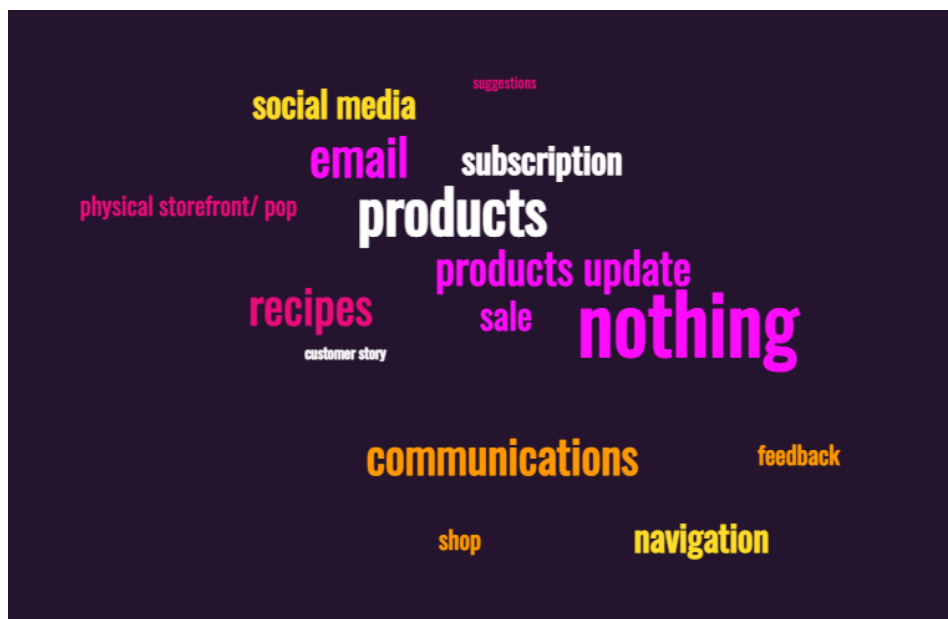 suggestions
social media
email
subscription
physical storefront/ pop
products
products update
recipes
sale
nothing
customer story
communications
feedback
shop
navigation